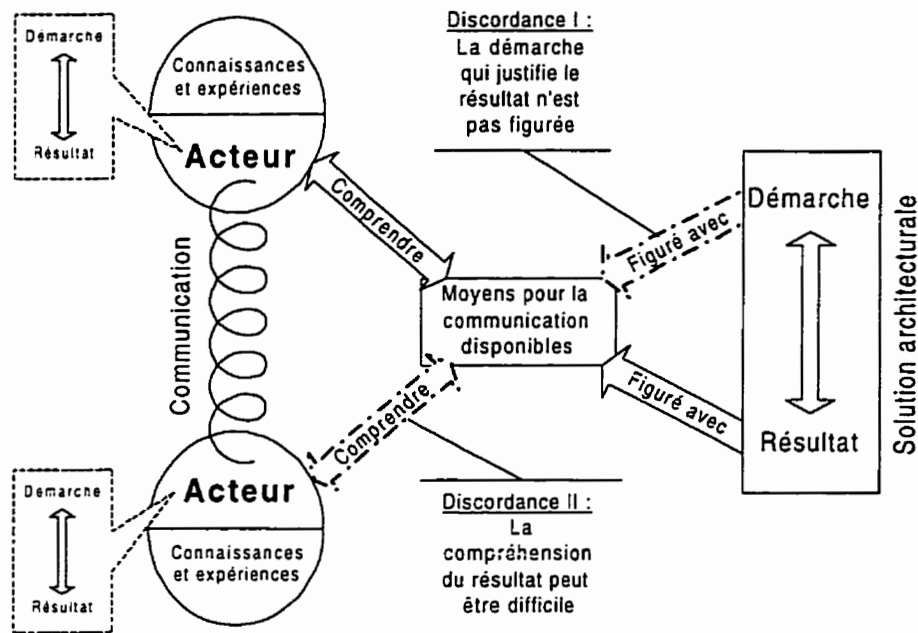 Démarche
Résultat
Connaissances
et expériences
Acteur
Communication
Acteur
Connaissances
et expériences
Demarche
Résultat
Discordance I :
La démarche
qui justifie le
résultat n'est
pas figurée
Comprendre
Figuré avec
Moyens pour la
communication
disponibles
Comprendre
Figuré avec
Discordance II :
La
compréhension
du résultat peut
être difficile
Démarche
Résultat
Solution architecturale